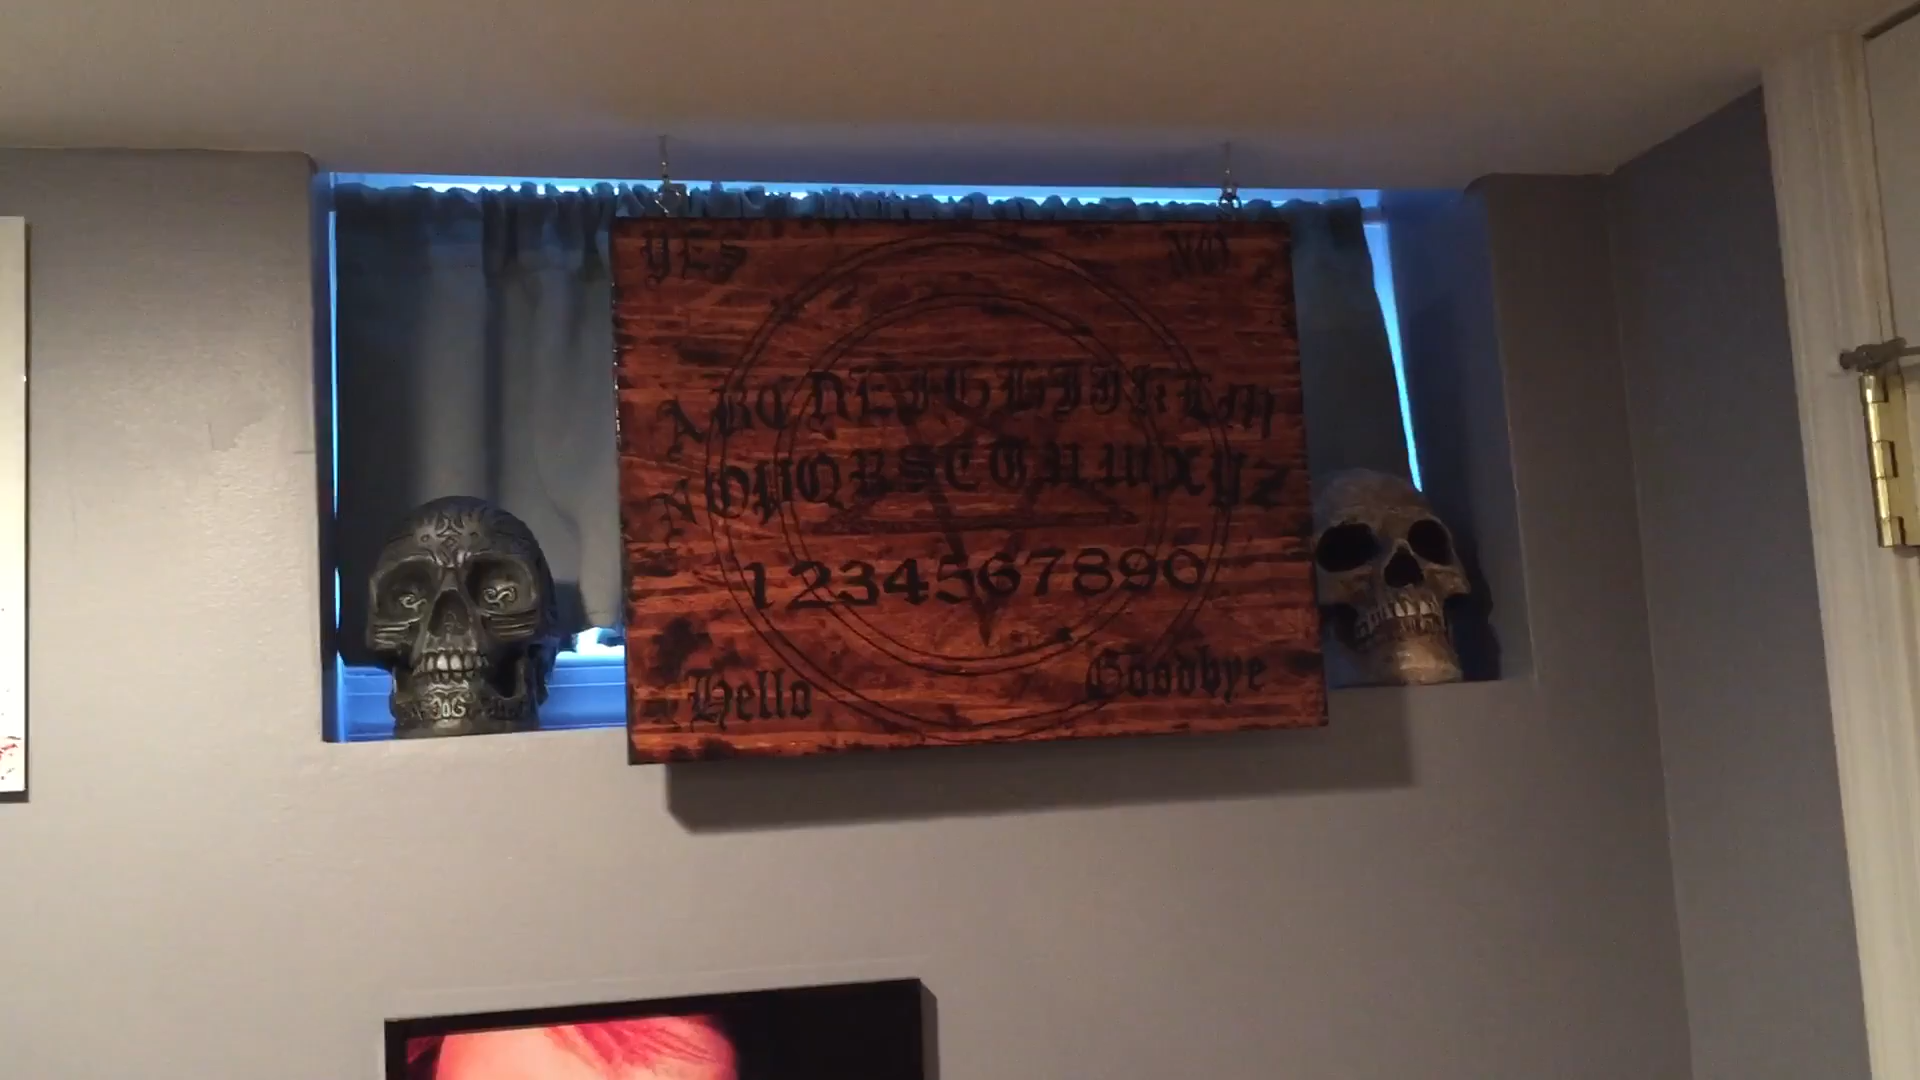 YES NO
ABCDEFGHIJKLM
NOPQRSTUVWXYZ
1234567890
Hello Goodbye